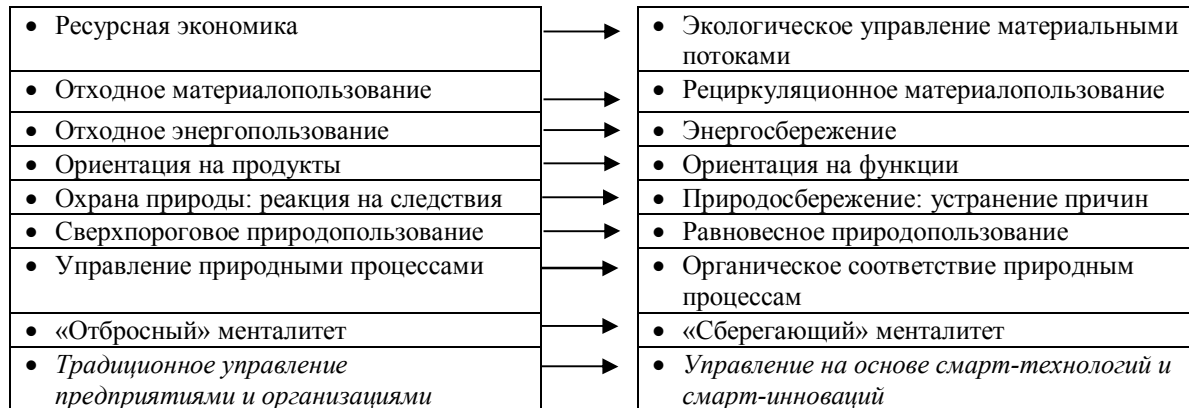 • Ресурсная экономика
• Экологическое управление материальными
потоками
• Отходное материалопользование
• Рециркуляционное материалопользование
• Отходное энергопользование
• Энергосбережение
• Ориентация на продукты
• Ориентация на функции
• Охрана природы: реакция на следствия
• Природосбережение: устранение причин
• Сверхпороговое природопользование
• Равновесное природопользование
• Управление природными процессами
• Органическое соответствие природным
процессам
• «Отбросный» менталитет
• «Сберегающий» менталитет
• Традиционное управление
предприятиями и организациями
• Управление на основе смарт-технологий и
смарт-инноваций